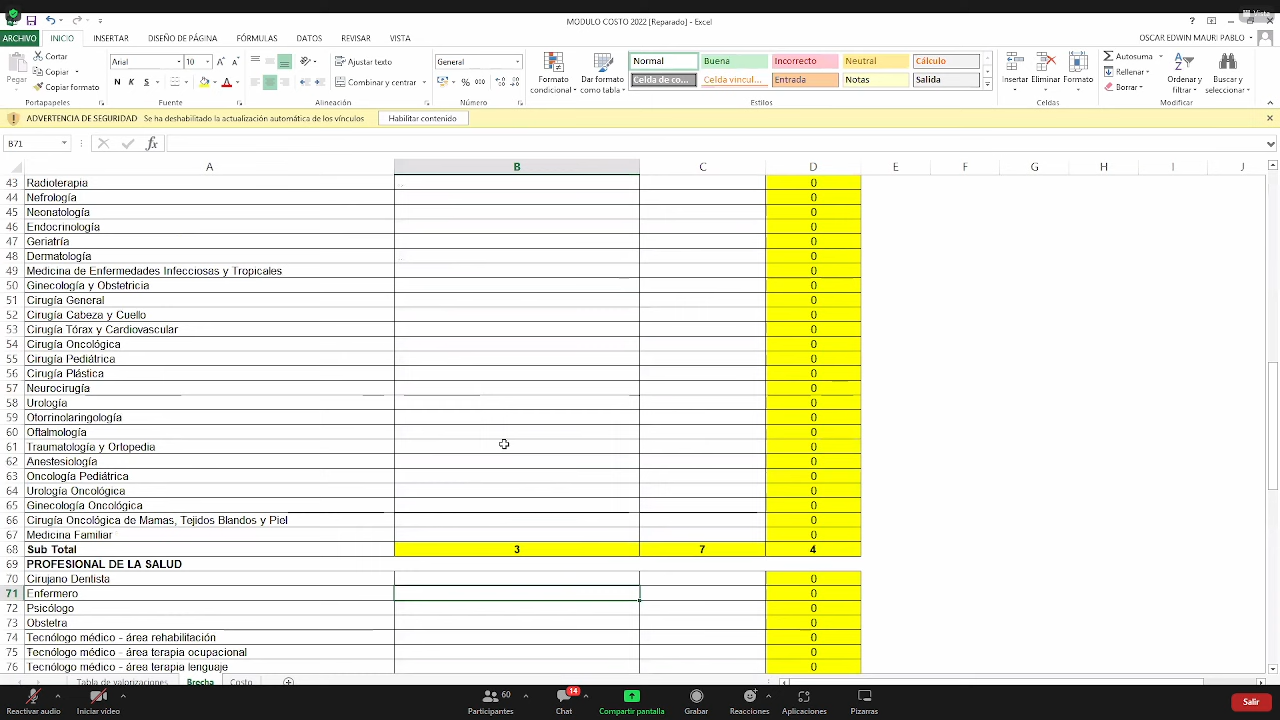 Vista
MODULO COSTO 2022 [Reparado] - Excel
ARCHIVO INICIO INSERTAR DISEÑO DE PÁGINA FÓRMULAS DATOS REVISAR VISTA OSCAR EDWIN MAURI PABLO
Pegar Cortar Copiar Copiar formato
Portapapeles
Arial 10
N K S
Fuente
Ajustar texto
Combinar y centrar
Alineación
General
% 000
Número
Formato condicional Dar formato como tabla
Normal Buena Incorrecto Neutral Cálculo
Celda de co... Celda vincul... Entrada Notas Salida
Estilos
Insertar Eliminar Formato
Celdas
Autosuma
Rellenar
Borrar
Ordenar y filtrar Buscar y seleccionar
Modificar
ADVERTENCIA DE SEGURIDAD Se ha deshabilitado la actualización automática de los vínculos Habilitar contenido
B71 fx
A B C D E F G H I J
43 Radioterapia 0
44 Nefrología 0
45 Neonatología 0
46 Endocrinología 0
47 Geriatría 0
48 Dermatología 0
49 Medicina de Enfermedades Infecciosas y Tropicales 0
50 Ginecología y Obstetricia 0
51 Cirugía General 0
52 Cirugía Cabeza y Cuello 0
53 Cirugía Tórax y Cardiovascular 0
54 Cirugía Oncológica 0
55 Cirugía Pediátrica 0
56 Cirugía Plástica 0
57 Neurocirugía 0
58 Urología 0
59 Otorrinolaringología 0
60 Oftalmología 0
61 Traumatología y Ortopedia 0
62 Anestesiología 0
63 Oncología Pediátrica 0
64 Urología Oncológica 0
65 Ginecología Oncológica 0
66 Cirugía Oncológica de Mamas, Tejidos Blandos y Piel 0
67 Medicina Familiar 0
68 Sub Total 3 7 4
69 PROFESIONAL DE LA SALUD
70 Cirujano Dentista 0
71 Enfermero 0
72 Psicólogo 0
73 Obstetra 0
74 Tecnólogo médico - área rehabilitación 0
75 Tecnólogo médico - área terapia ocupacional 0
76 Tecnólogo médico - área terapia lenguaje 0
Tabla de valorizaciones Brecha Costo
60 14
Reactivar audio Iniciar video Participantes Chat Compartir pantalla Grabar Reacciones Aplicaciones Pizarras Salir